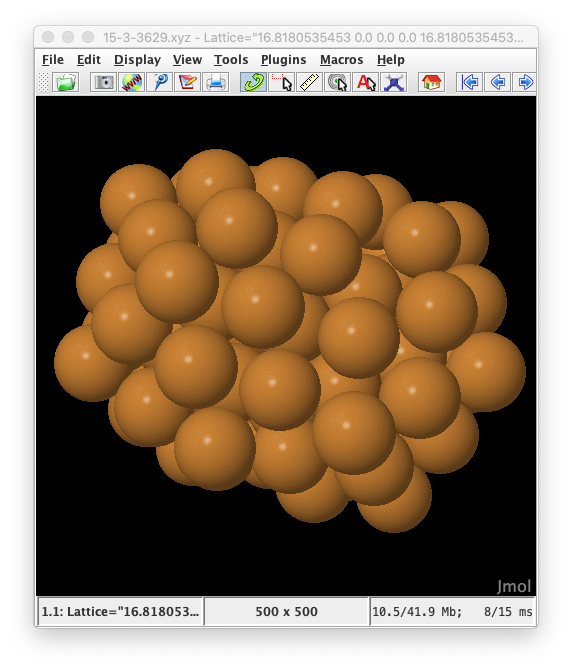 15-3-3629.xyz - Lattice="16.8180535453 0.0 0.0 0.0 16.8180535453...
File Edit Display View Tools Plugins Macros Help
Jmol
1.1: Lattice="16.818053... 500 x 500 10.5/41.9 Mb; 8/15 ms